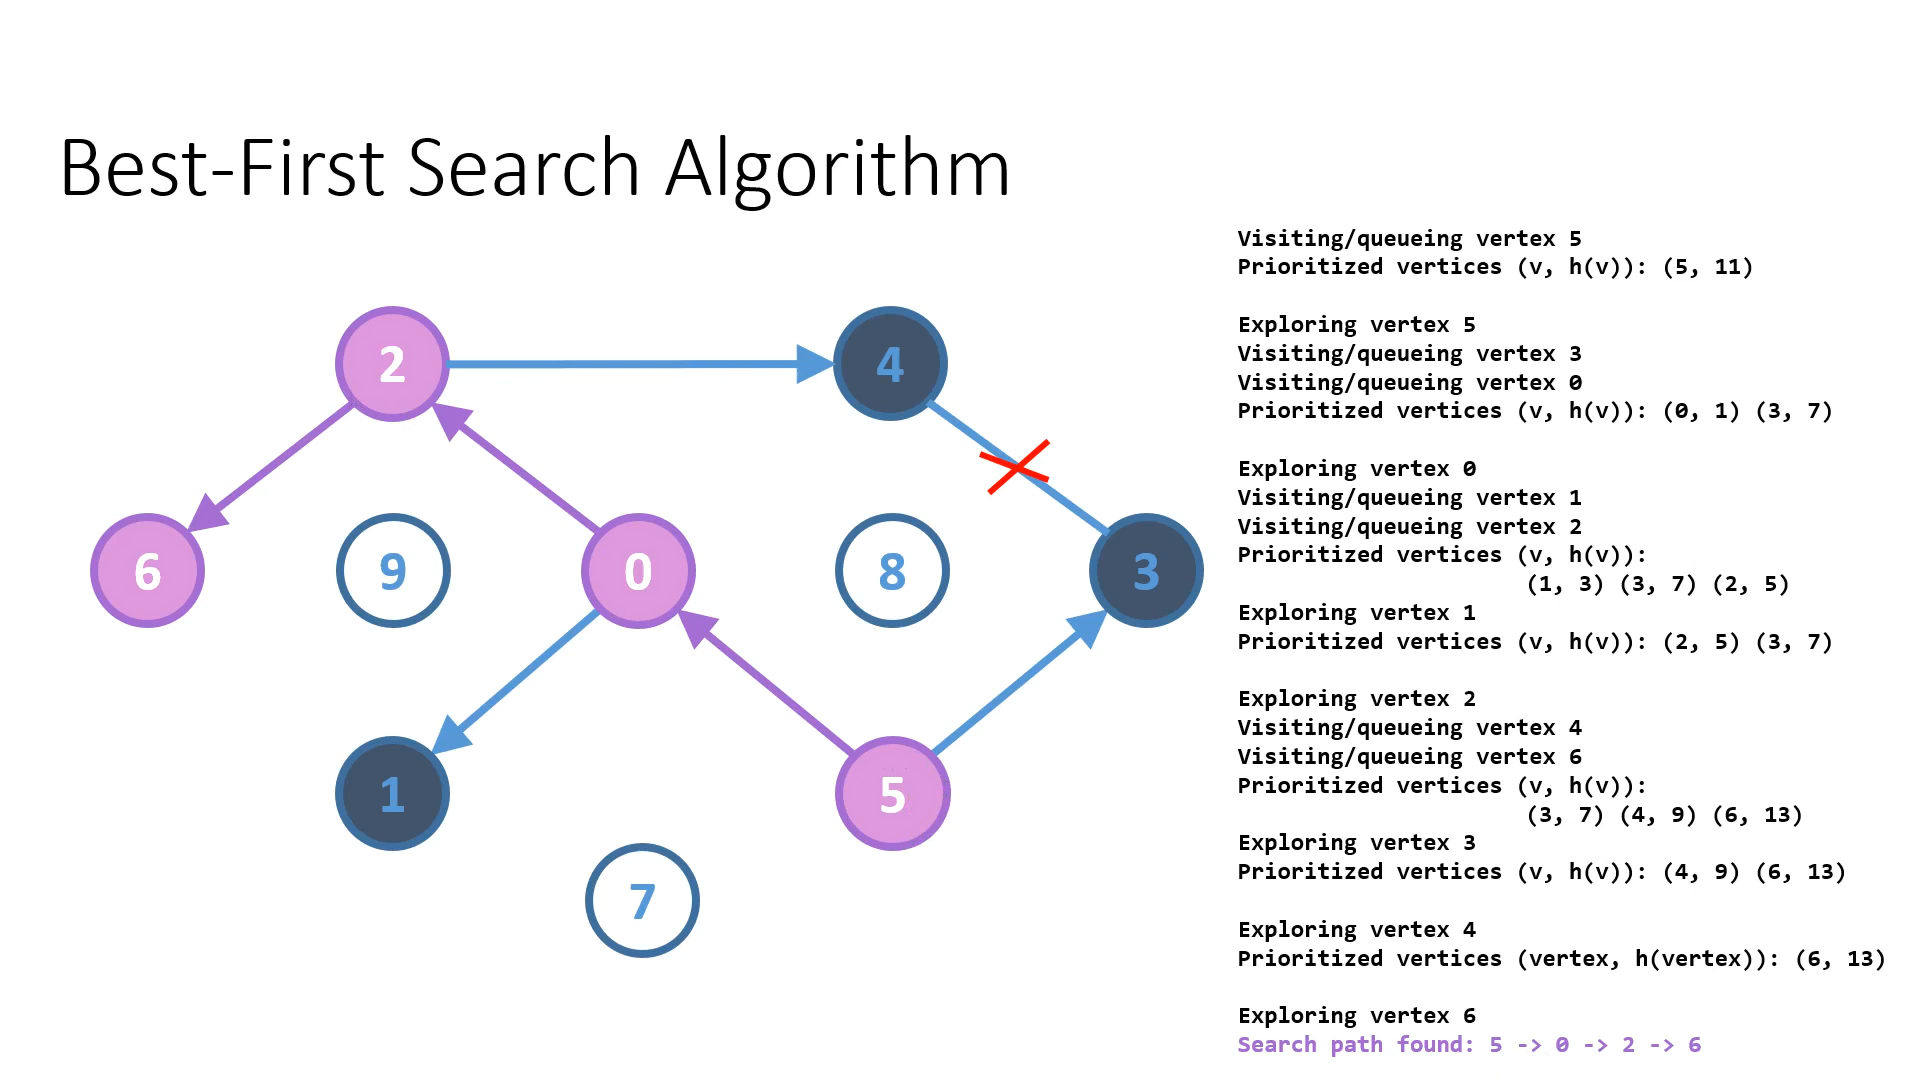 Best-First Search Algorithm
2
4
6
9
0
8
3
1
5
7
Visiting/queueing vertex 5
Prioritized vertices (v, h(v)): (5, 11)
Exploring vertex 5
Visiting/queueing vertex 3
Visiting/queueing vertex 0
Prioritized vertices (v, h(v)): (0, 1) (3, 7)
Exploring vertex 0
Visiting/queueing vertex 1
Visiting/queueing vertex 2
Prioritized vertices (v, h(v)):
(1, 3) (3, 7) (2, 5)
Exploring vertex 1
Prioritized vertices (v, h(v)): (2, 5) (3, 7)
Exploring vertex 2
Visiting/queueing vertex 4
Visiting/queueing vertex 6
Prioritized vertices (v, h(v)):
(3, 7) (4, 9) (6, 13)
Exploring vertex 3
Prioritized vertices (v, h(v)): (4, 9) (6, 13)
Exploring vertex 4
Prioritized vertices (vertex, h(vertex)): (6, 13)
Exploring vertex 6
Search path found: 5 -> 0 -> 2 -> 6